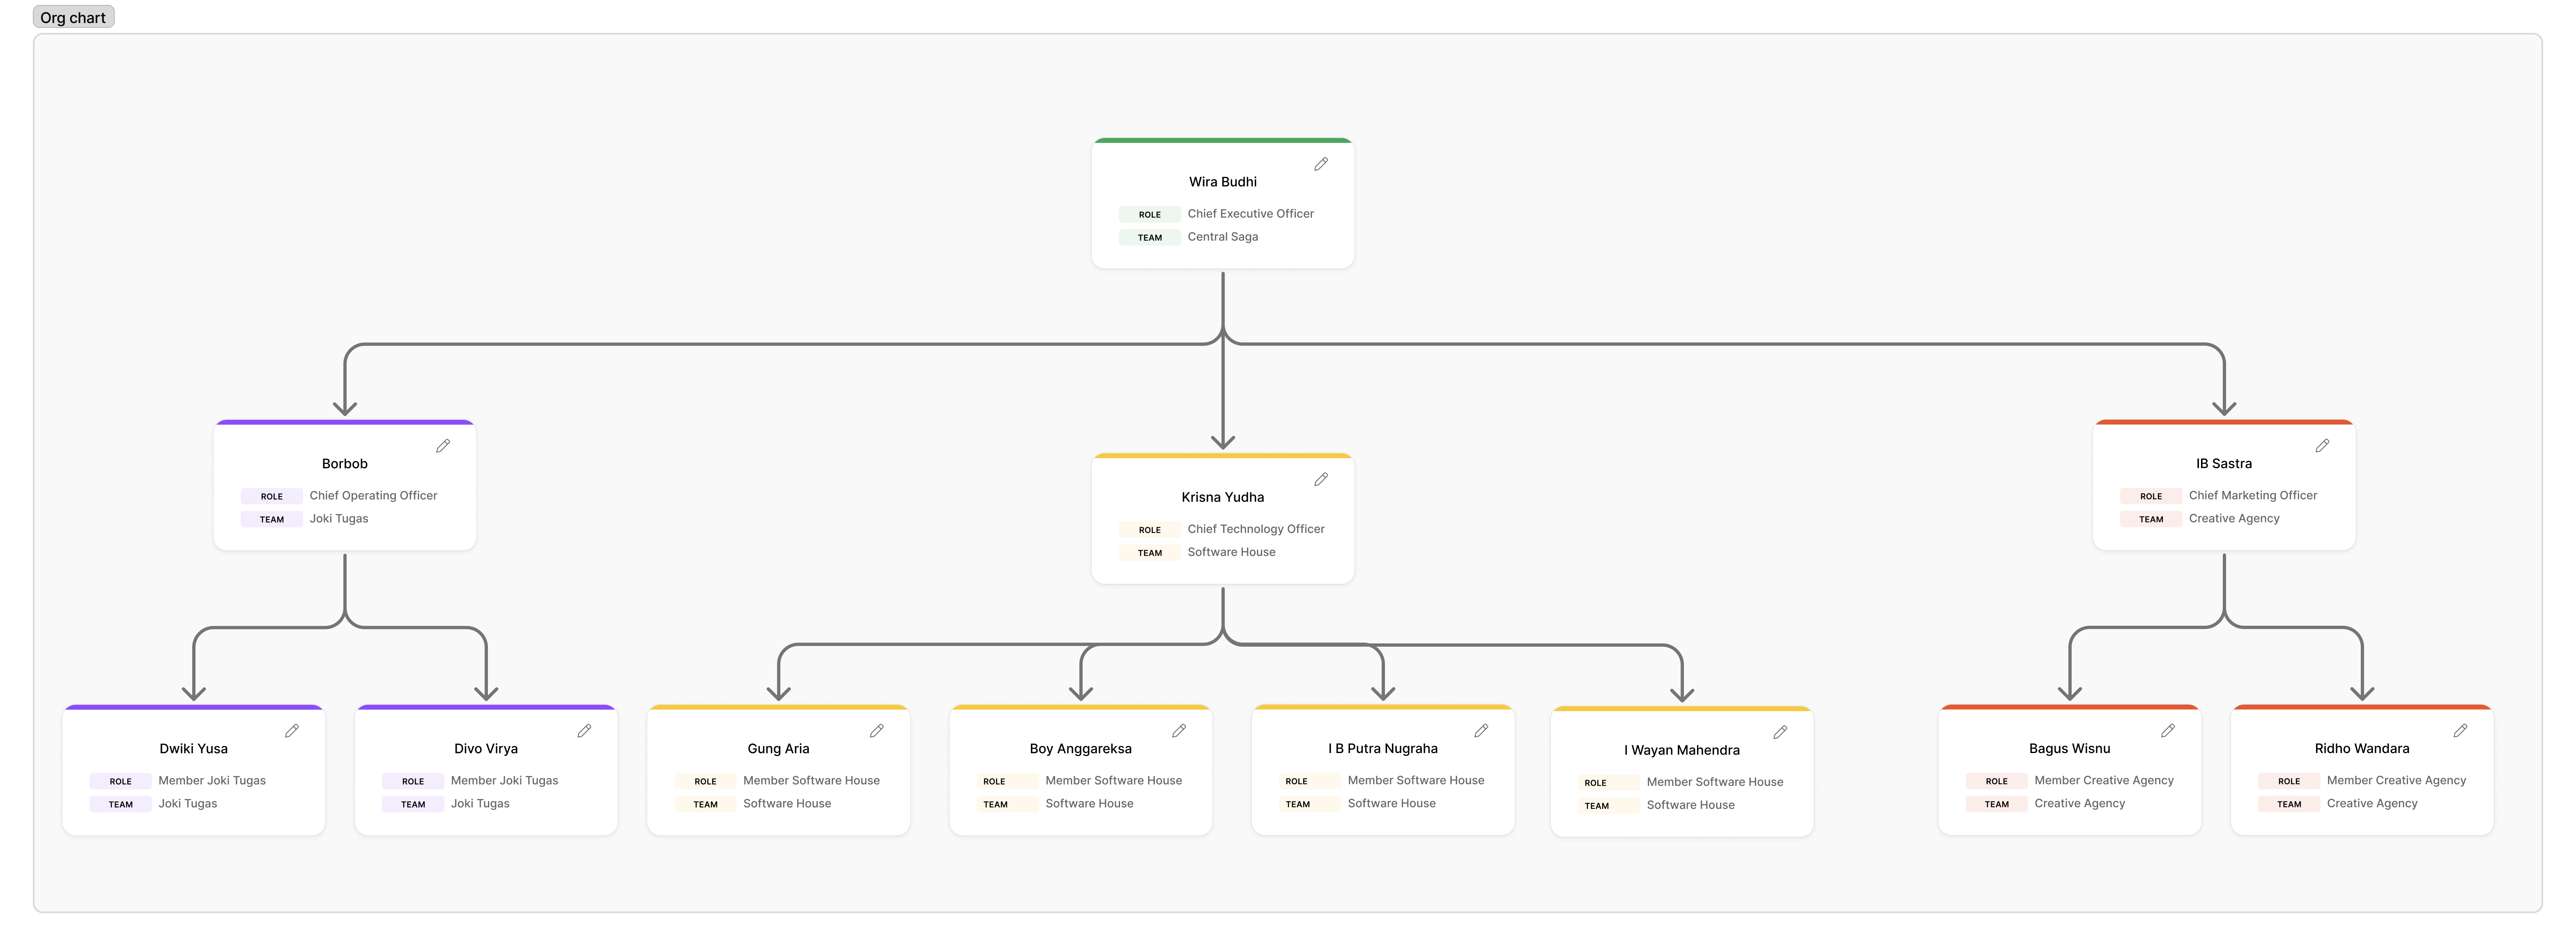 Org chart
Wira Budhi
ROLE Chief Executive Officer
TEAM Central Saga
Borbob
ROLE Chief Operating Officer
TEAM Joki Tugas
Krisna Yudha
ROLE Chief Technology Officer
TEAM Software House
IB Sastra
ROLE Chief Marketing Officer
TEAM Creative Agency
Dwiki Yusa
ROLE Member Joki Tugas
TEAM Joki Tugas
Divo Virya
ROLE Member Joki Tugas
TEAM Joki Tugas
Gung Aria
ROLE Member Software House
TEAM Software House
Boy Anggareksa
ROLE Member Software House
TEAM Software House
I B Putra Nugraha
ROLE Member Software House
TEAM Software House
I Wayan Mahendra
ROLE Member Software House
TEAM Software House
Bagus Wisnu
ROLE Member Creative Agency
TEAM Creative Agency
Ridho Wandara
ROLE Member Creative Agency
TEAM Creative Agency